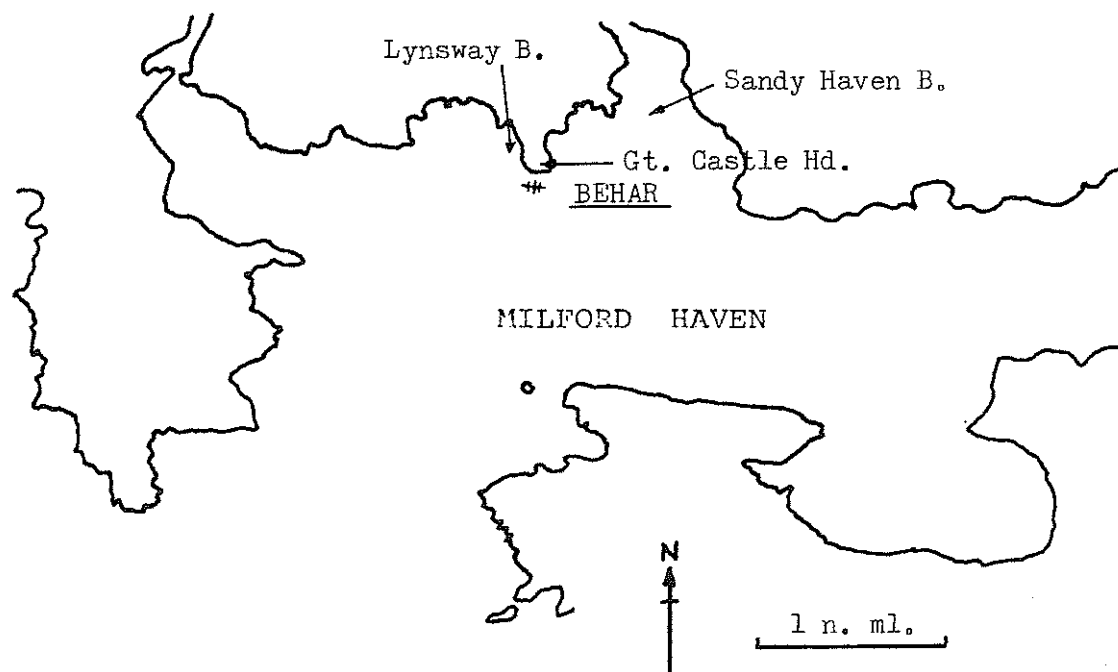 Lynsway B.
Sandy Haven B.
Gt. Castle Hd.
BEHAR
MILFORD HAVEN
N
1 n. ml.